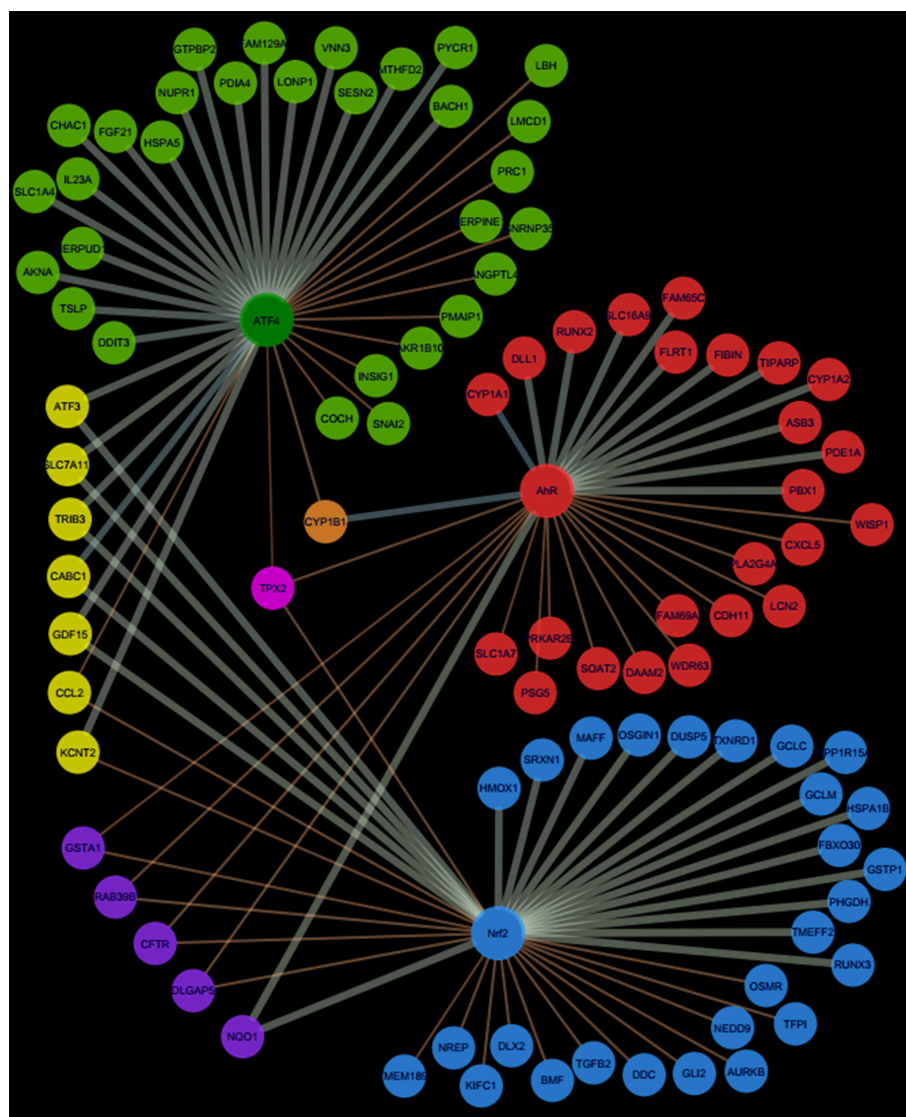 GTPBP2
FAM129A
VNN3
PYCR1
LBH
NUPR1
PDIA4
LONP1
SESN2
MTHFD2
BACH1
CHAC1
FGF21
HSPA5
LMCD1
SLC1A4
IL23A
PRC1
ERPINE
SNRNP35
HERPUD1
AKNA
ANGPTL4
TSLP
ATF4
PMAIP1
DDIT3
AKR1B10
INSIG1
COCH
SNAI2
SLC16A9
FAM65C
RUNX2
DLL1
FLRT1
FIBIN
TIPARP
CYP1A2
CYP1A1
ASB3
PDE1A
AhR
PBX1
WISP1
CXCL5
PLA2G4A
LCN2
CDH11
FAM69A
PRKAR2B
SLC1A7
SOAT2
DAAM2
WDR63
PSG5
ATF3
SLC7A11
TRIB3
CYP1B1
CABC1
TPX2
GDF15
CCL2
KCNT2
GSTA1
RAB39B
CFTR
DLGAP5
NQO1
HMOX1
SRXN1
MAFF
OSGIN1
DUSP5
TXNRD1
GCLC
PP1R15A
GCLM
HSPA1B
FBXO30
GSTP1
PHGDH
Nrf2
TMEFF2
RUNX3
OSMR
TFPI
NEDD9
NREP
DLX2
TGFB2
TMEM189
KIFC1
BMF
DDC
GLI2
AURKB